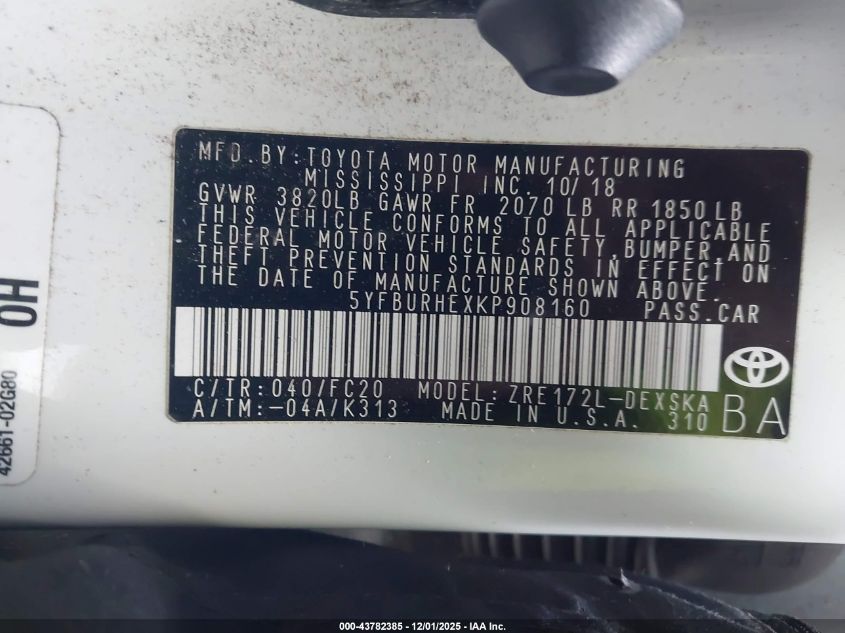 MFD.BY:TOYOTA MOTOR MANUFACTURING
MISSISSIPPI INC. 10/18
GVWR 3820LB GAWR FR 2070 LB RR 1850 LB
THIS VEHICLE CONFORMS TO ALL APPLICABLE
FEDERAL MOTOR VEHICLE SAFETY,BUMPER,AND
THEFT PREVENTION STANDARDS IN EFFECT ON
THE DATE OF MANUFACTURE SHOWN ABOVE.
5YFBURHEXKP908160 PASS.CAR
C/TR:040/FC20 MODEL:ZRE172L-DEXSKA
A/TM:-04A/K313 MADE IN U.S.A. 310 BA
OH
42661-02G80
000-43782385 - 12/01/2025 - IAA Inc.